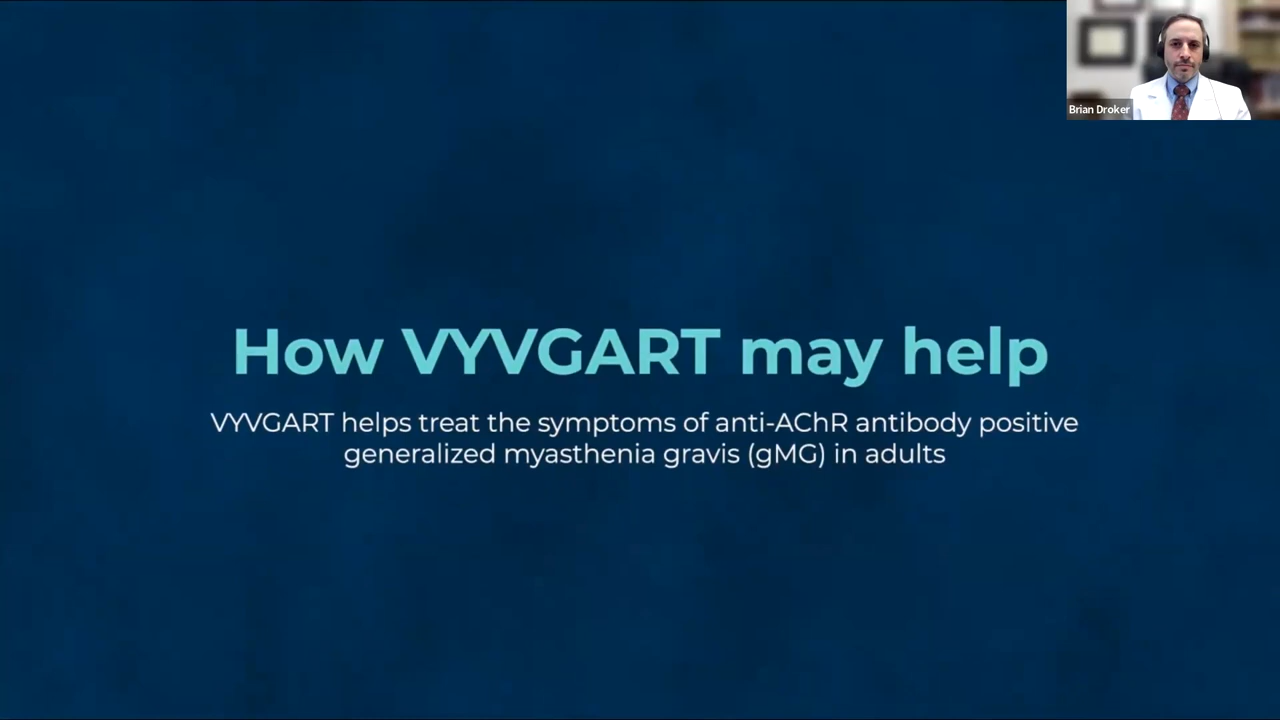 Brian Droker
How VYVGART may help
VYVGART helps treat the symptoms of anti-AChR antibody positive
generalized myasthenia gravis (gMG) in adults